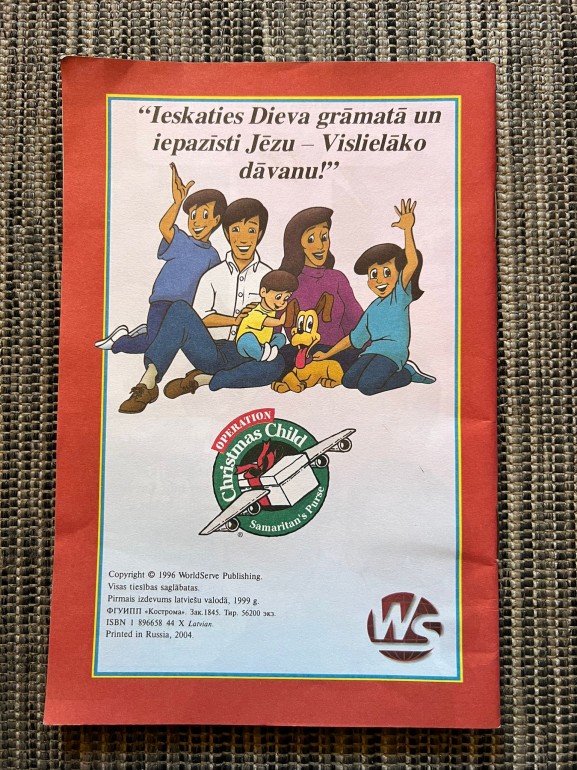 “Ieskaties Dieva grāmatā un
iepazīsti Jēzu – Vislielāko
dāvanu!”
OPERATION
Christmas Child
Samaritan's Purse
®
Copyright © 1996 WorldServe Publishing.
Visas tiesības saglābatas.
Pirmais izdevums latviešu valodā, 1999 g.
ФГУИПП «Кострома». Зак.1845. Тир. 56200 экз.
ISBN 1 896658 44 X Latvian.
Printed in Russia, 2004.
WS